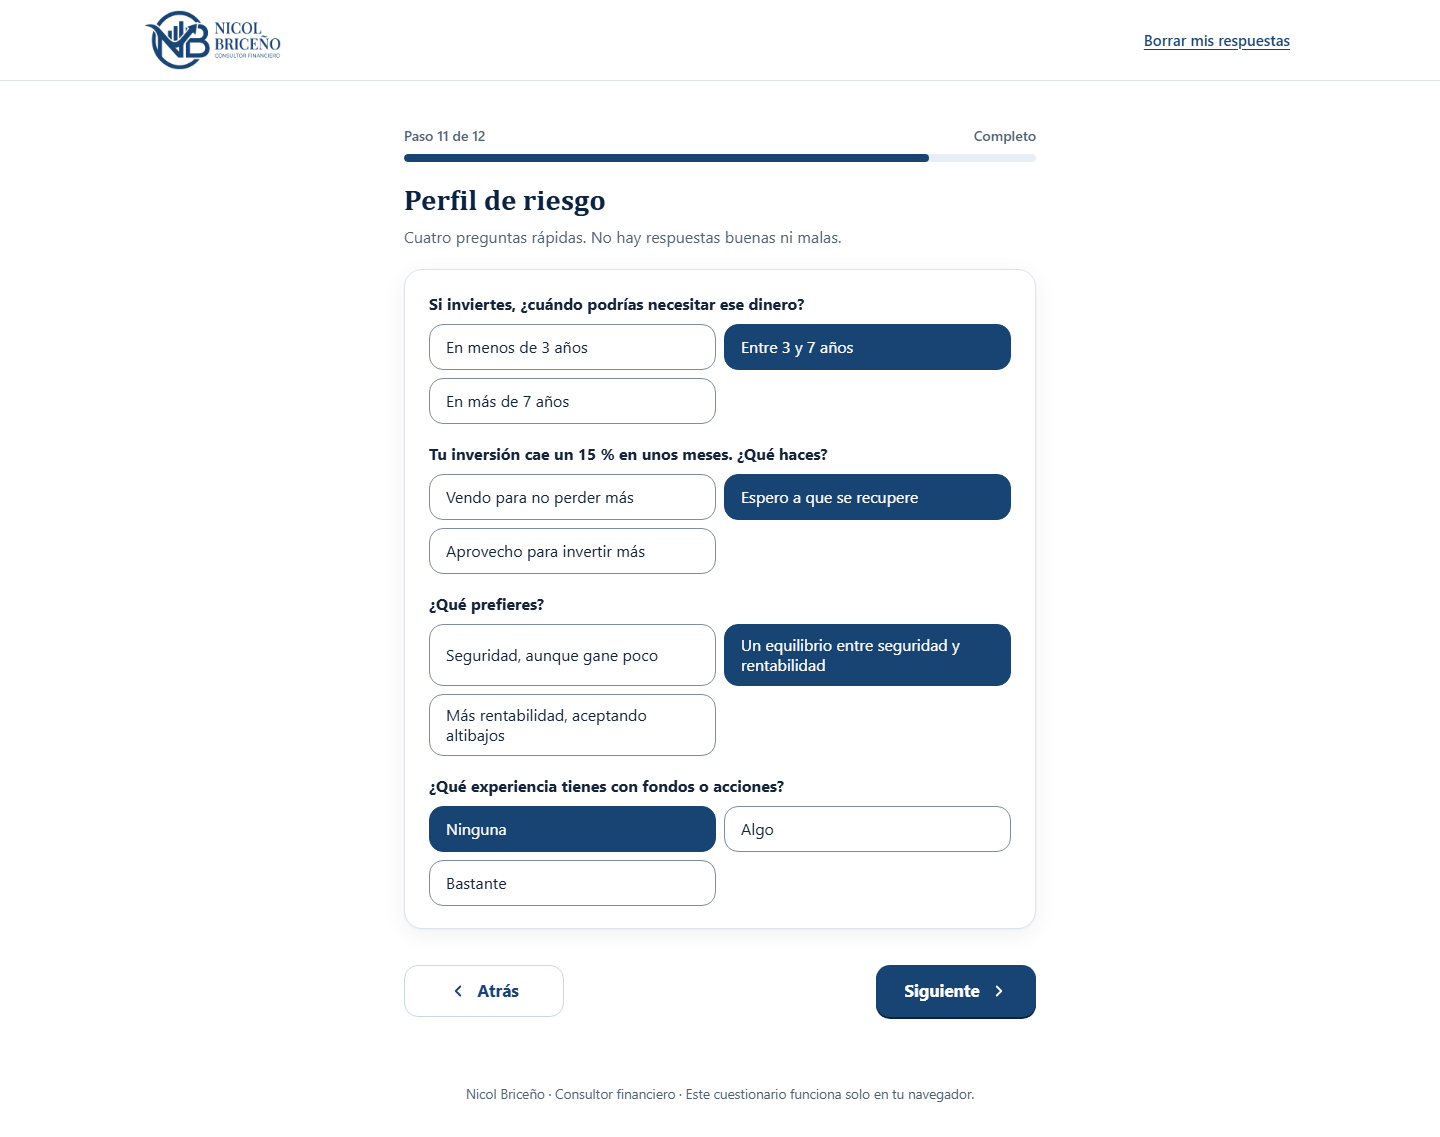 NICOL
BRICEÑO
CONSULTOR FINANCIERO
Borrar mis respuestas
Paso 11 de 12
Completo
Perfil de riesgo
Cuatro preguntas rápidas. No hay respuestas buenas ni malas.
Si inviertes, ¿cuándo podrías necesitar ese dinero?
En menos de 3 años
Entre 3 y 7 años
En más de 7 años
Tu inversión cae un 15 % en unos meses. ¿Qué haces?
Vendo para no perder más
Espero a que se recupere
Aprovecho para invertir más
¿Qué prefieres?
Seguridad, aunque gane poco
Un equilibrio entre seguridad y
rentabilidad
Más rentabilidad, aceptando
altibajos
¿Qué experiencia tienes con fondos o acciones?
Ninguna
Algo
Bastante
Atrás
Siguiente
Nicol Briceño · Consultor financiero · Este cuestionario funciona solo en tu navegador.